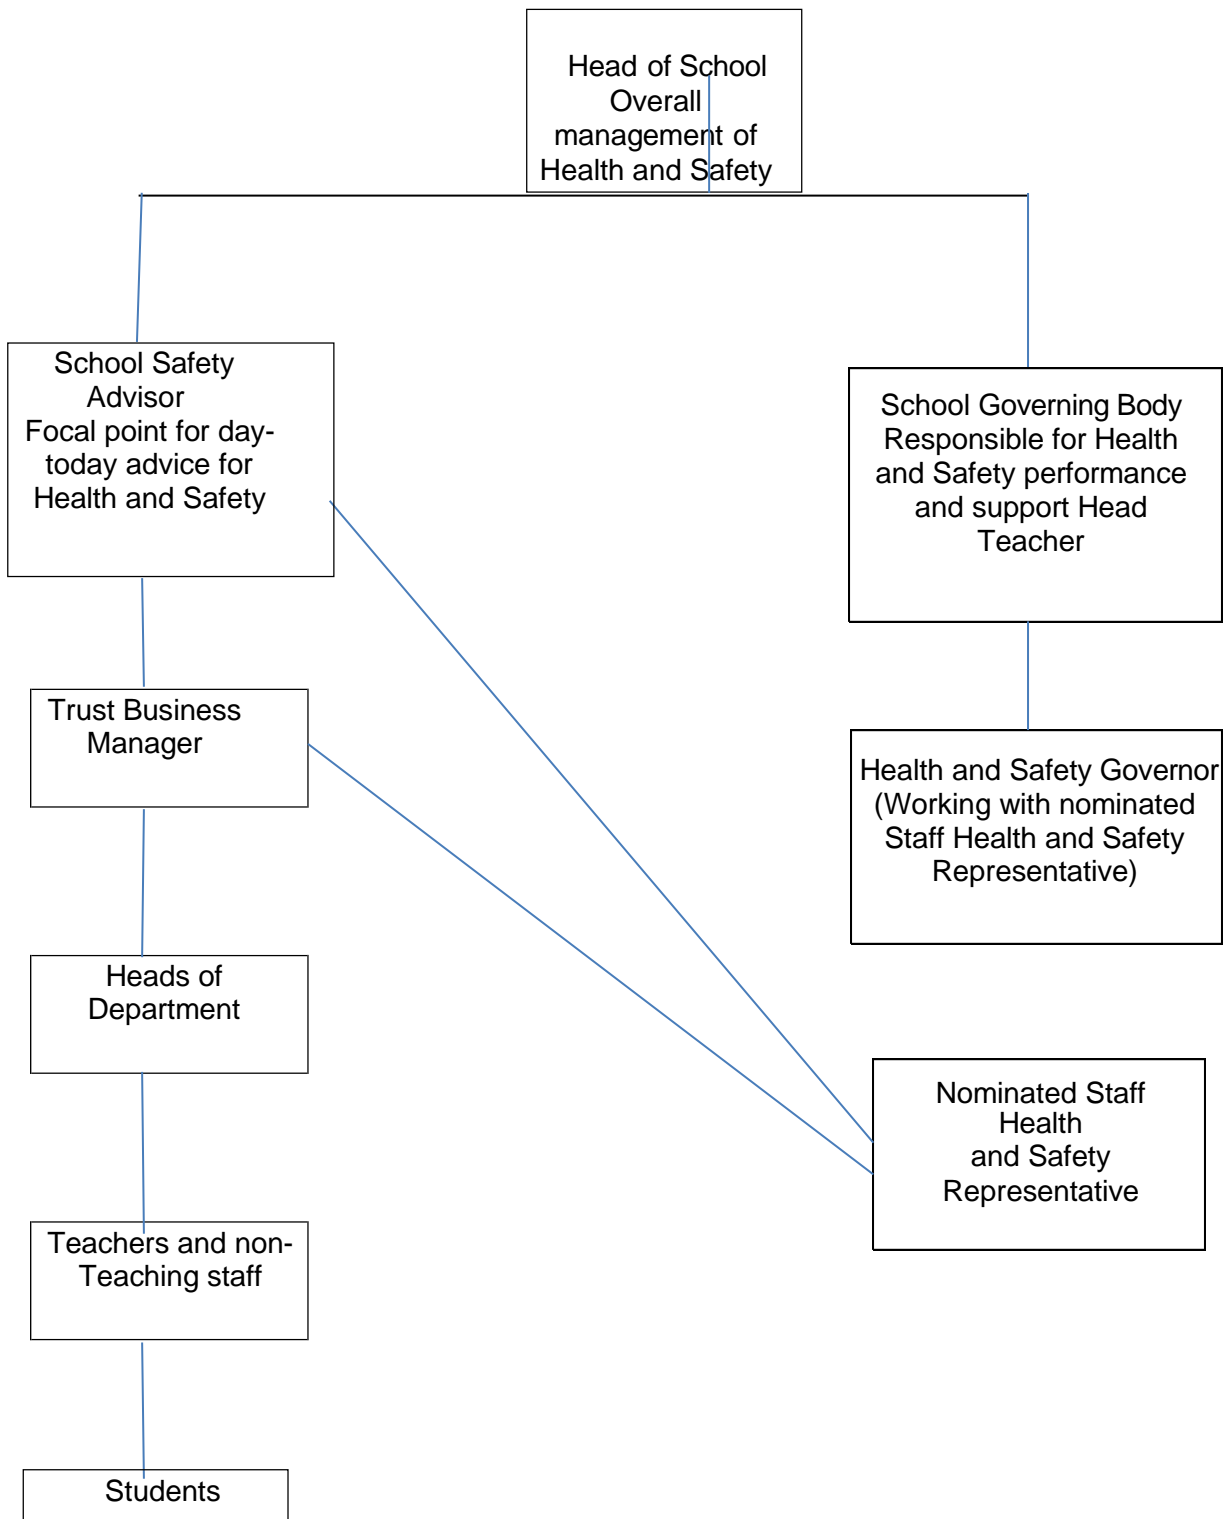 Head of School
Overall
management of
Health and Safety
School Safety
Advisor
Focal point for day-
today advice for
Health and Safety
School Governing Body
Responsible for Health
and Safety performance
and support Head
Teacher
Trust Business
Manager
Health and Safety Governor
(Working with nominated
Staff Health and Safety
Representative)
Heads of
Department
Nominated Staff
Health
and Safety
Representative
Teachers and non-
Teaching staff
Students